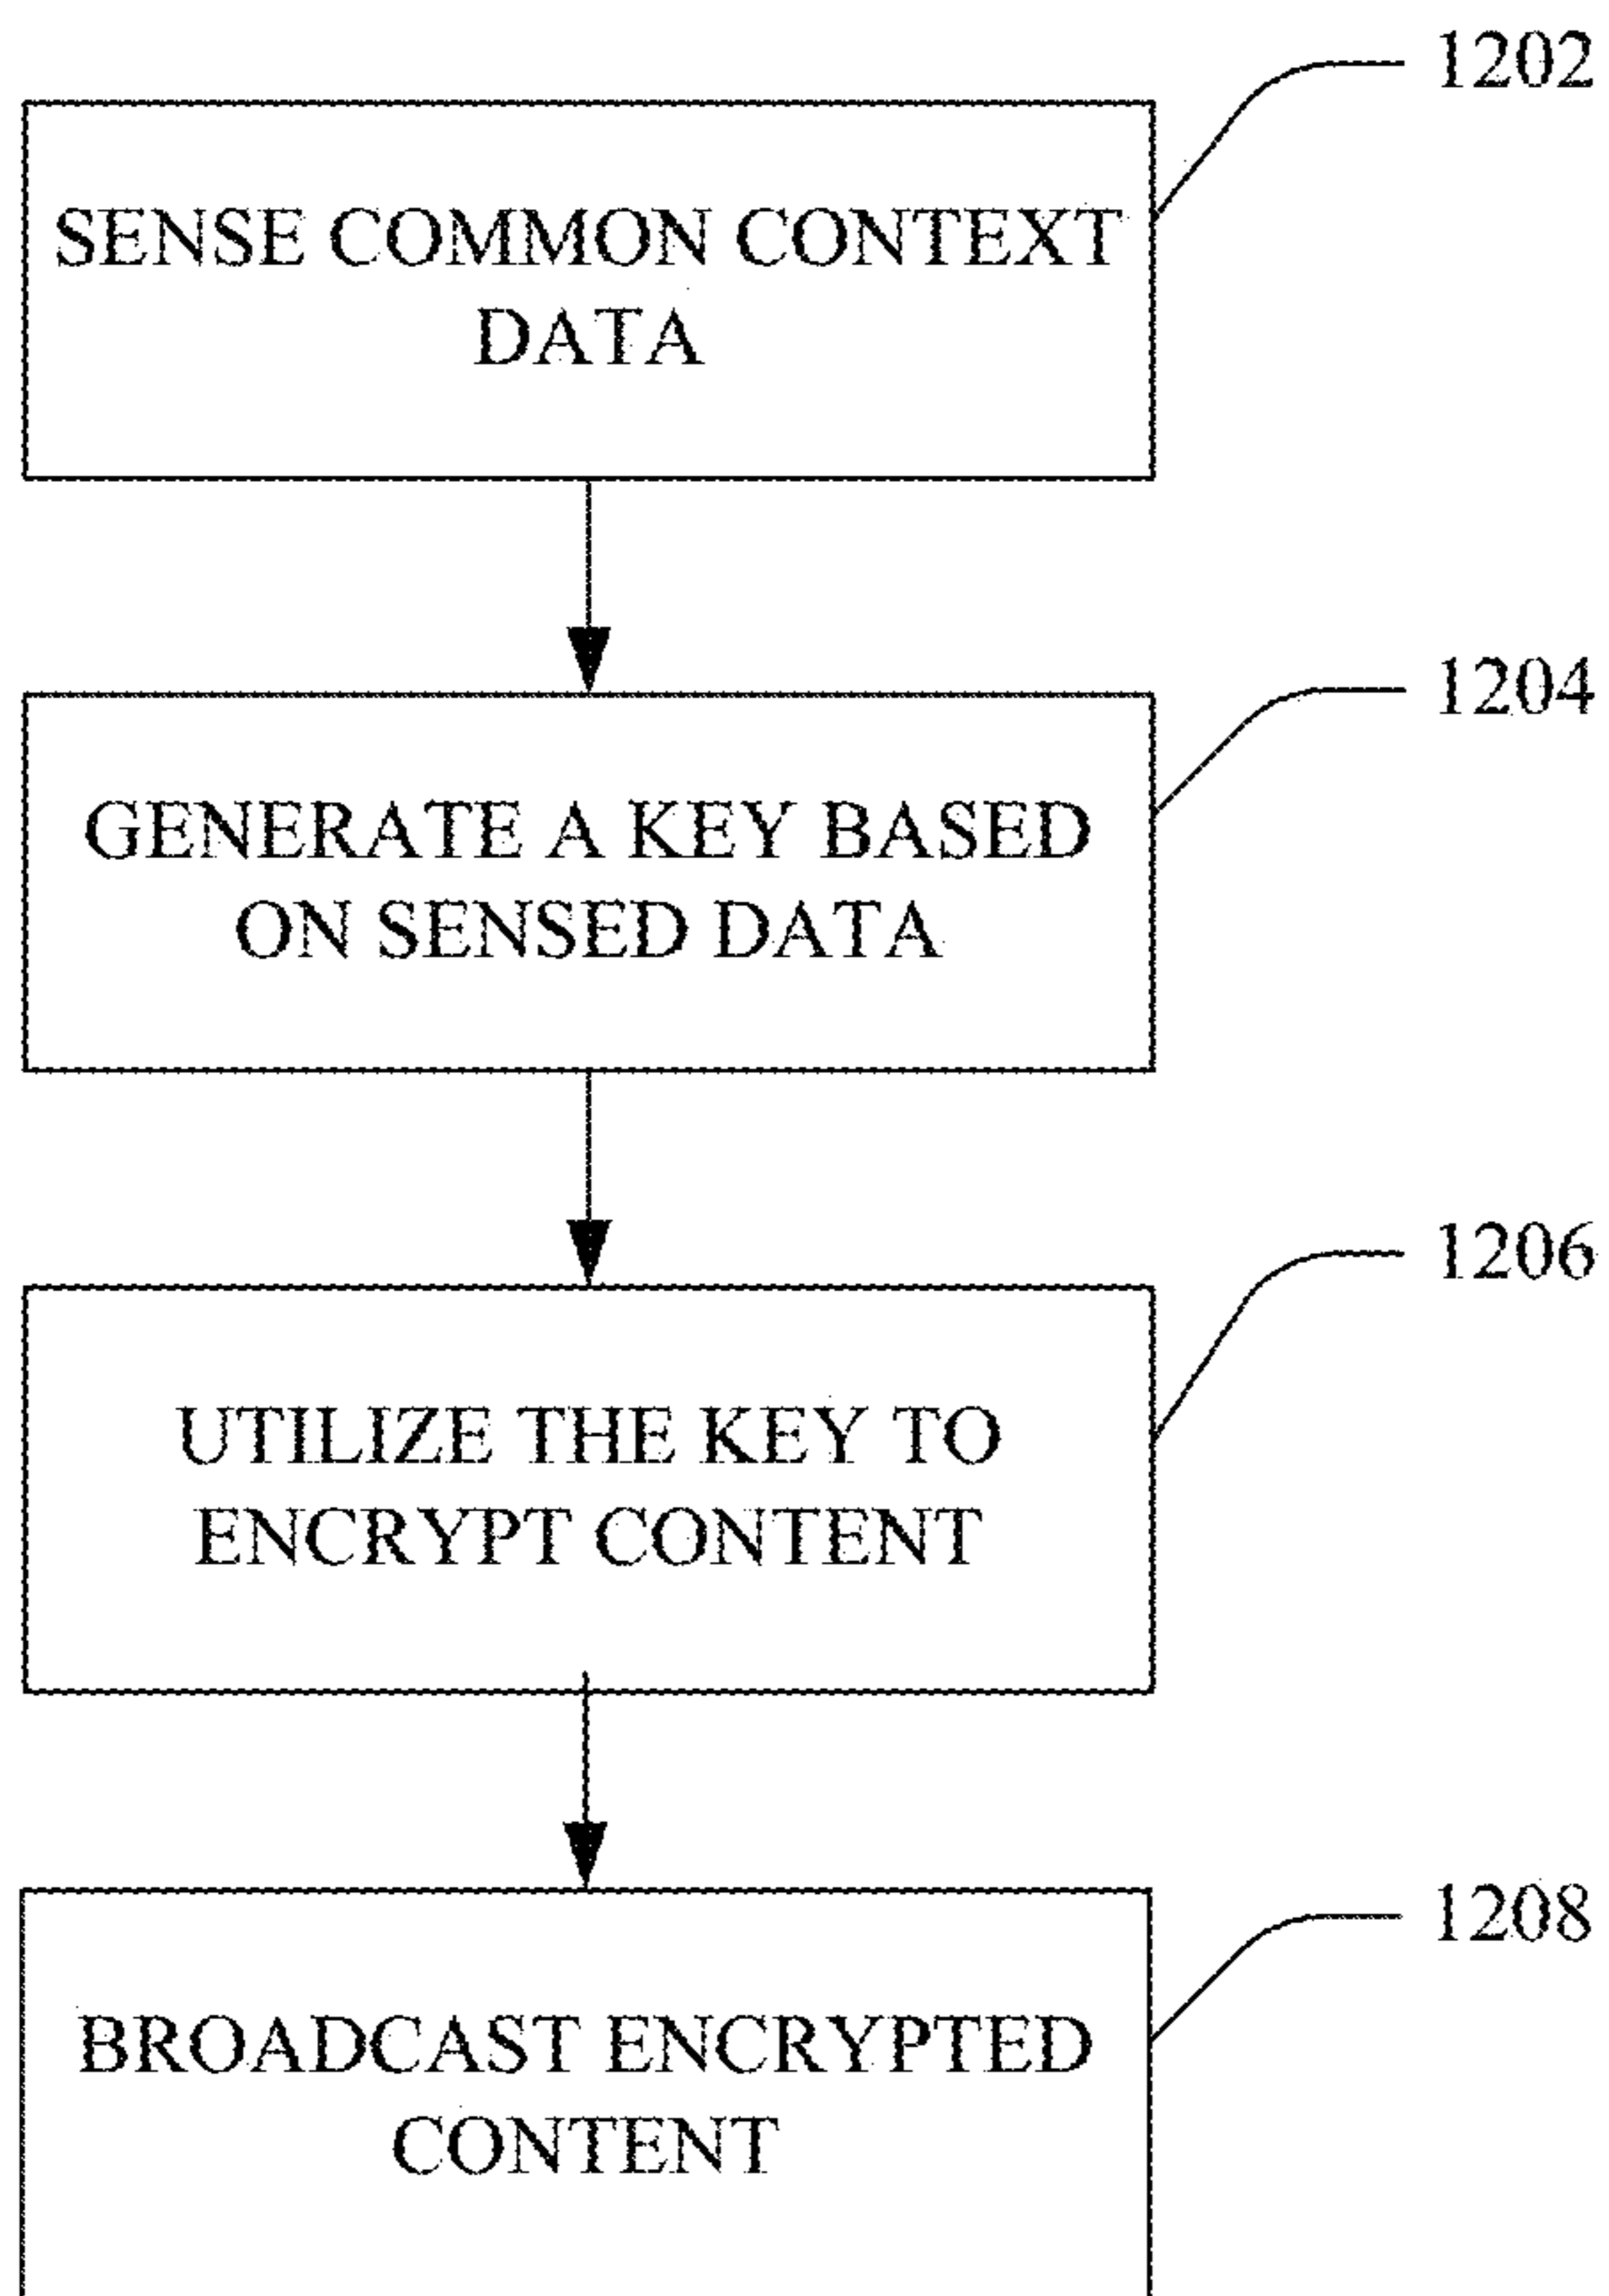 1202
SENSE COMMON CONTEXT
DATA
1204
GENERATE A KEY BASED
ON SENSED DATA
1206
UTILIZE THE KEY TO
ENCRYPT CONTENT
1208
BROADCAST ENCRYPTED
CONTENT